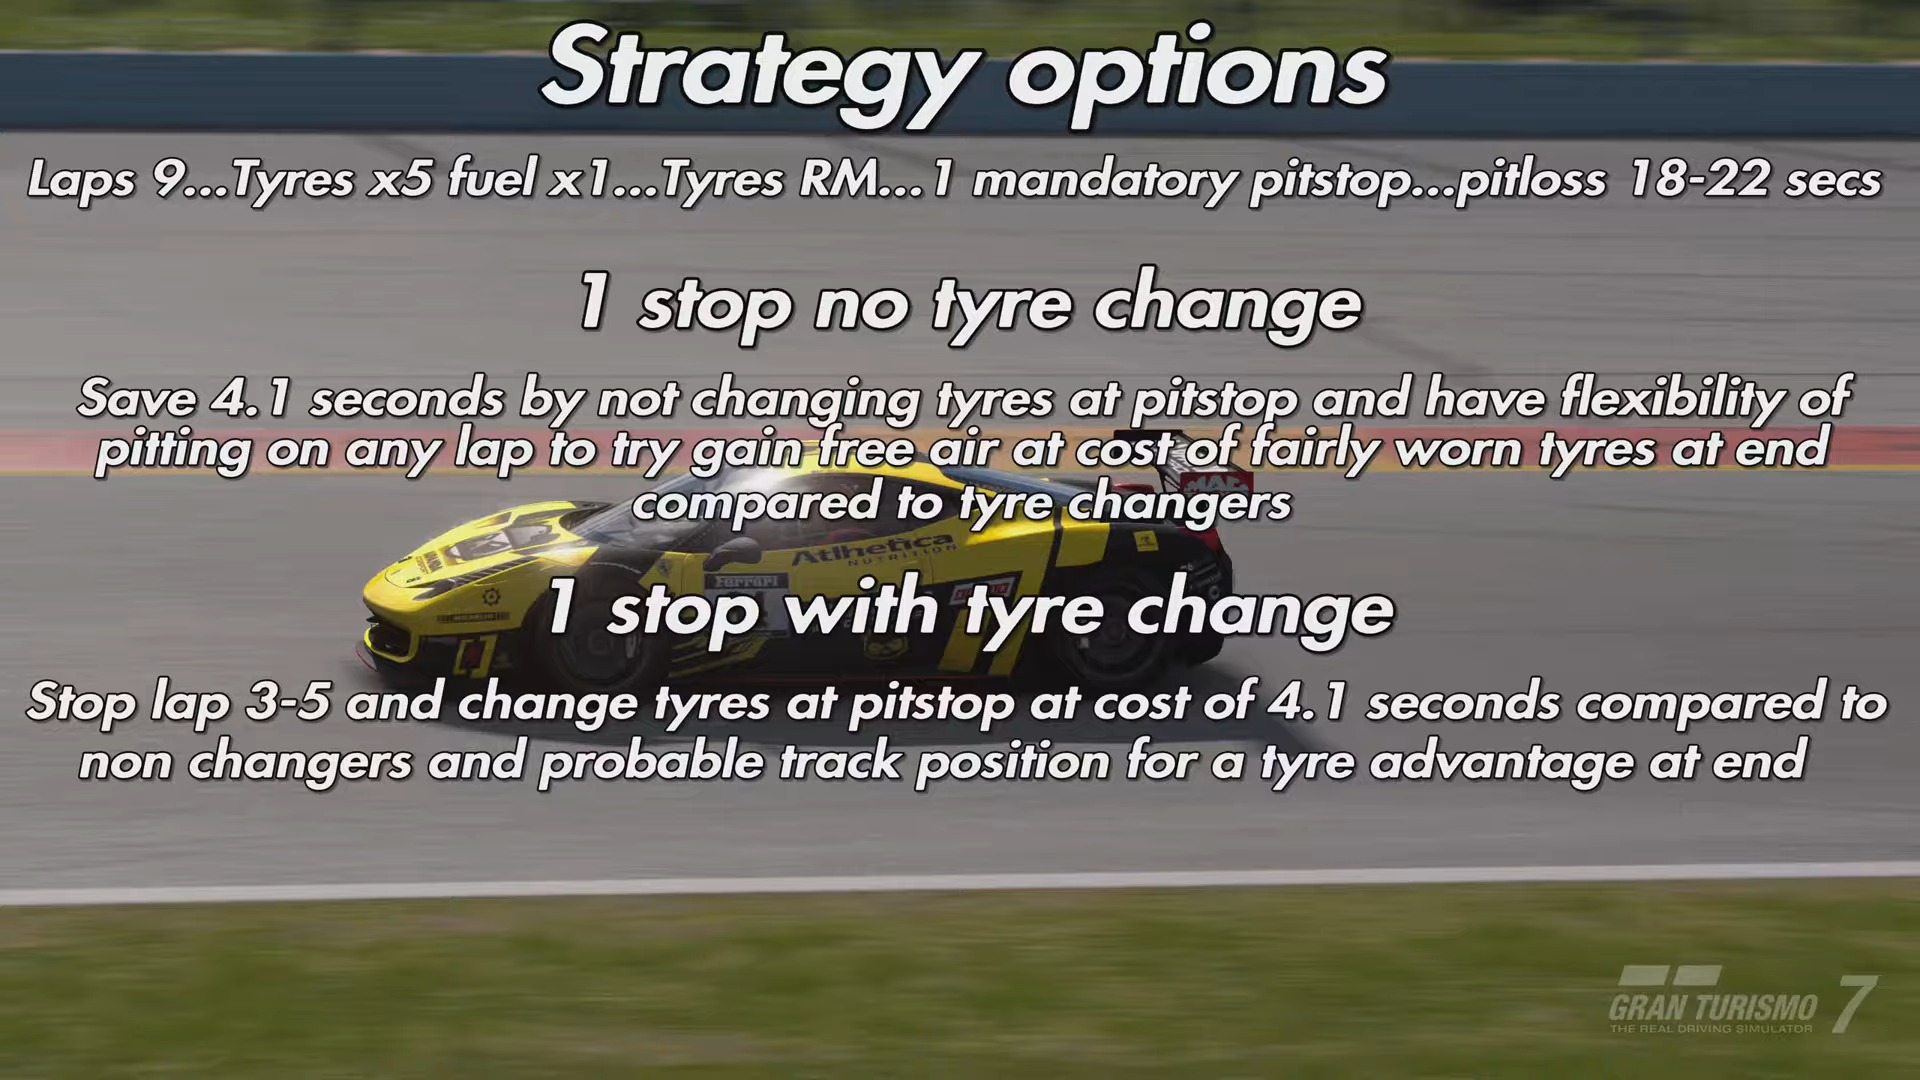 Strategy options
Laps 9...Tyres x5 fuel x1...Tyres RM...1 mandatory pitstop...pitloss 18-22 secs
1 stop no tyre change
Save 4.1 seconds by not changing tyres at pitstop and have flexibility of
pitting on any lap to try gain free air at cost of fairly worn tyres at end
compared to tyre changers
MAC
Atlhetica
NUTRITION
Ferrari
1 stop with tyre change
Stop lap 3-5 and change tyres at pitstop at cost of 4.1 seconds compared to
non changers and probable track position for a tyre advantage at end
GRAN TURISMO 7
THE REAL DRIVING SIMULATOR